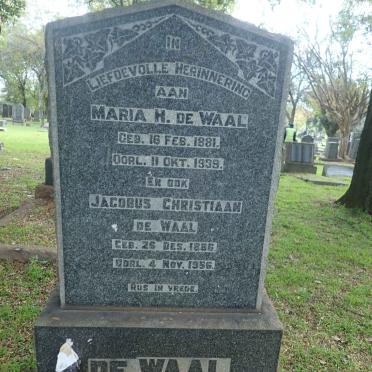 IN
LIEFDEVOLLE HERINNERING
AAN
MARIA H. DE WAAL
GEB. 16 FEB. 1881.
OORL. 11 OKT. 1939.
EN OOK
JACOBUS CHRISTIAAN
DE WAAL
GEB. 26 DES. 1886
OORL. 4 NOV. 1956.
RUS IN VREDE.
DE WAAL